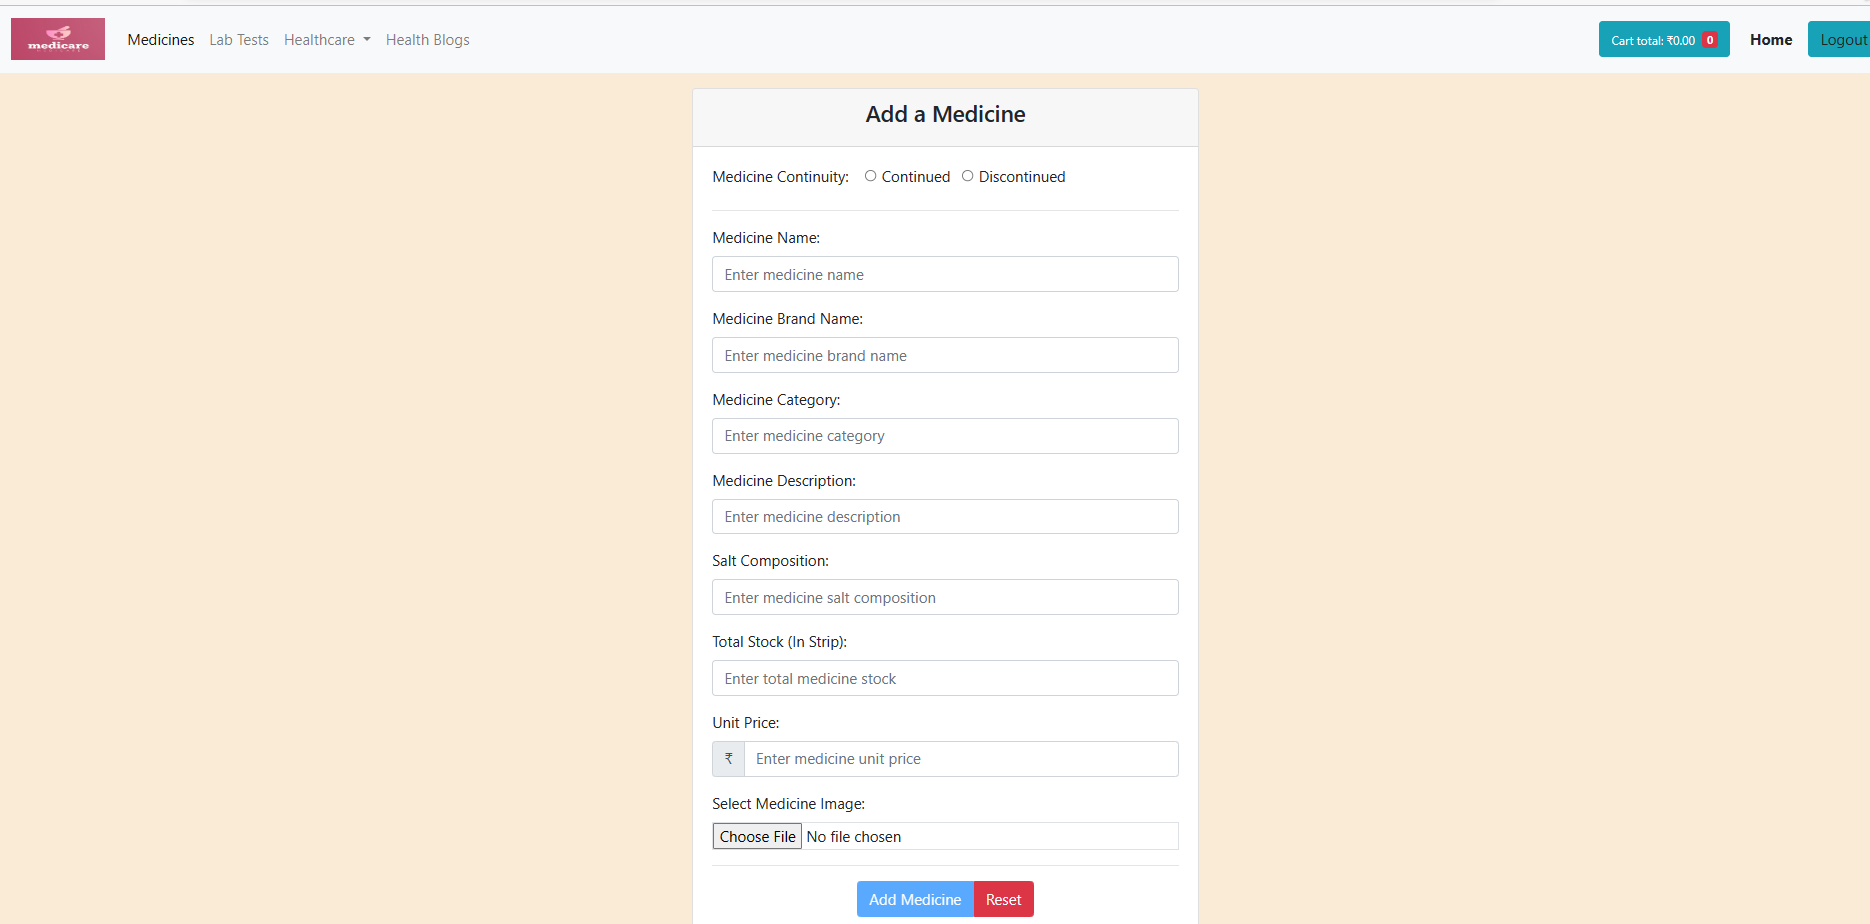 medicare Medicines Lab Tests Healthcare Health Blogs Cart total: ₹0.00 0 Home Logout
Add a Medicine
Medicine Continuity: Continued Discontinued
Medicine Name:
Enter medicine name
Medicine Brand Name:
Enter medicine brand name
Medicine Category:
Enter medicine category
Medicine Description:
Enter medicine description
Salt Composition:
Enter medicine salt composition
Total Stock (In Strip):
Enter total medicine stock
Unit Price:
₹ Enter medicine unit price
Select Medicine Image:
Choose File No file chosen
Add Medicine Reset